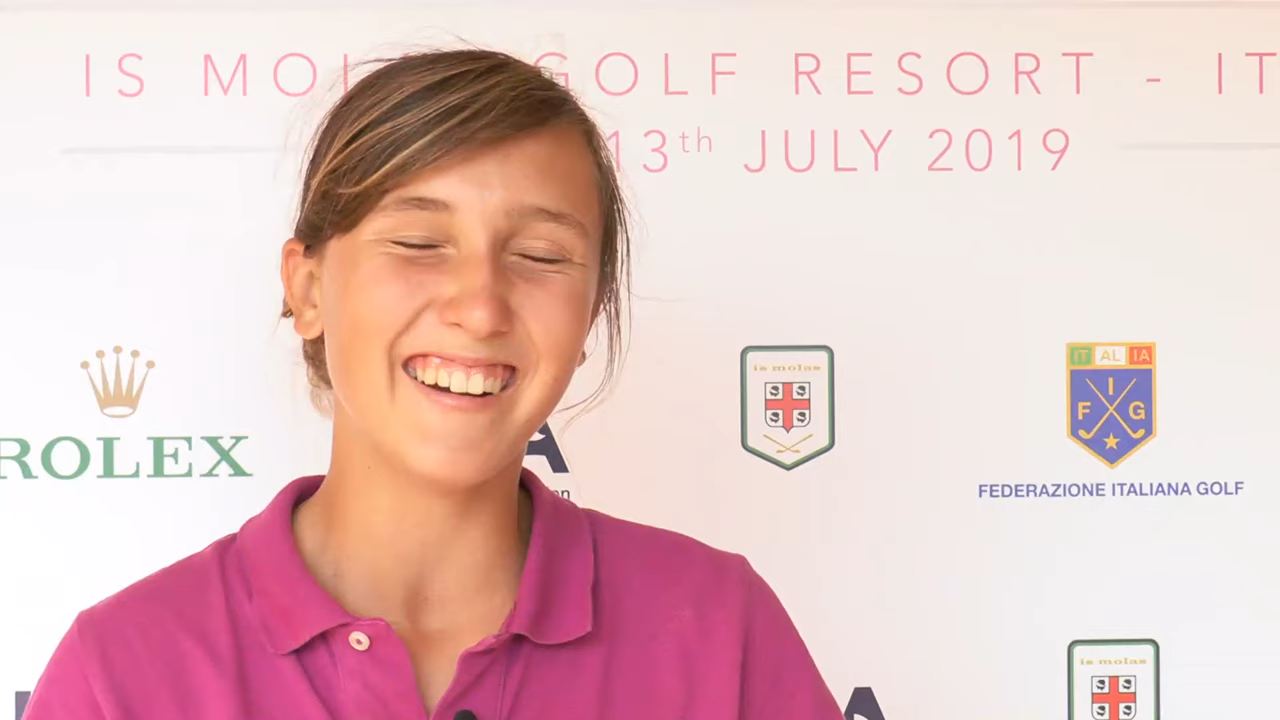 IS MO GOLF RESORT - IT
13th JULY 2019
ROLEX
is molas
IT AL IA
F I G
FEDERAZIONE ITALIANA GOLF
is molas